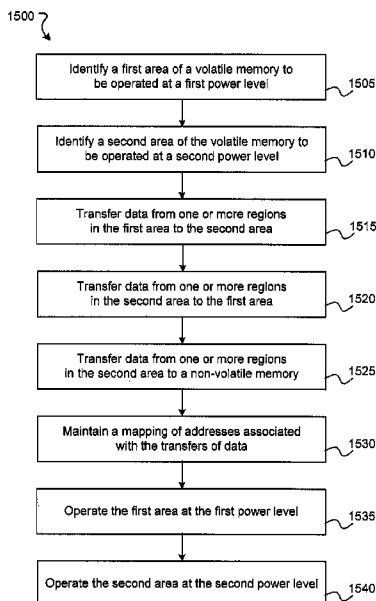 1500
Identify a first area of a volatile memory to
be operated at a first power level
1505
Identify a second area of the volatile memory to
be operated at a second power level
1510
Transfer data from one or more regions
in the first area to the second area
1515
Transfer data from one or more regions
in the second area to the first area
1520
Transfer data from one or more regions
in the second area to a non-volatile memory
1525
Maintain a mapping of addresses associated
with the transfers of data
1530
Operate the first area at the first power level
1535
Operate the second area at the second power level
1540